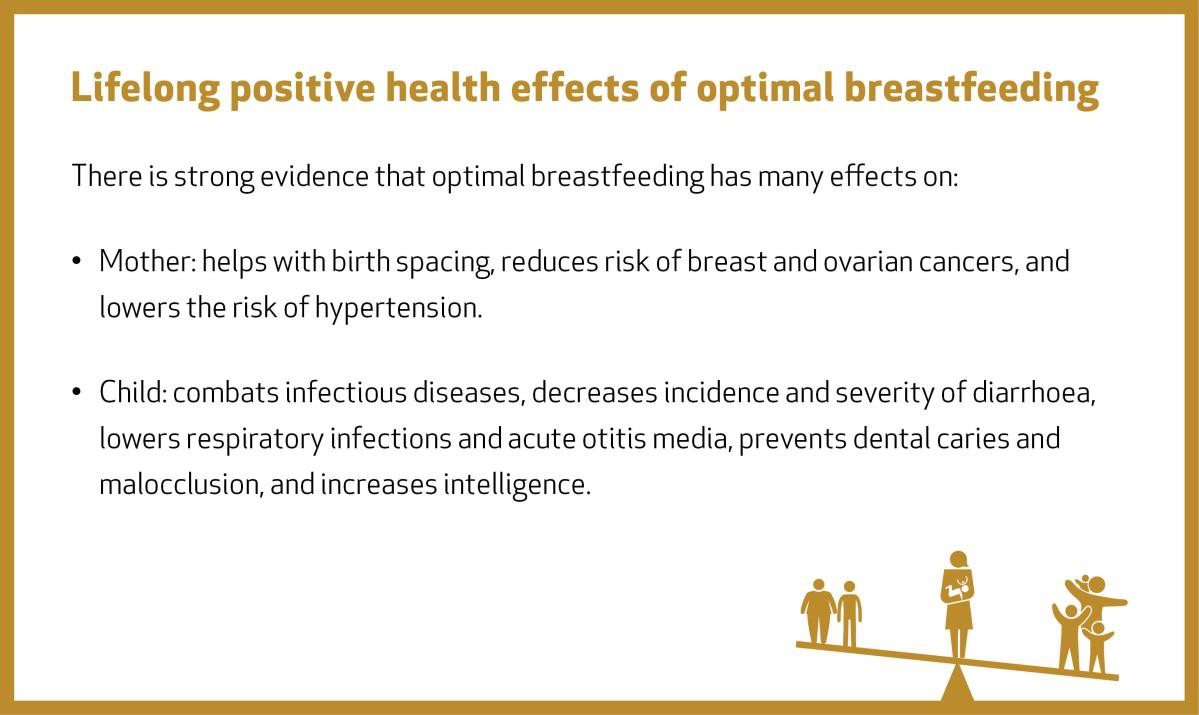 Lifelong positive health effects of optimal breastfeeding
There is strong evidence that optimal breastfeeding has many effects on:
• Mother: helps with birth spacing, reduces risk of breast and ovarian cancers, and
lowers the risk of hypertension.
• Child: combats infectious diseases, decreases incidence and severity of diarrhoea,
lowers respiratory infections and acute otitis media, prevents dental caries and
malocclusion, and increases intelligence.